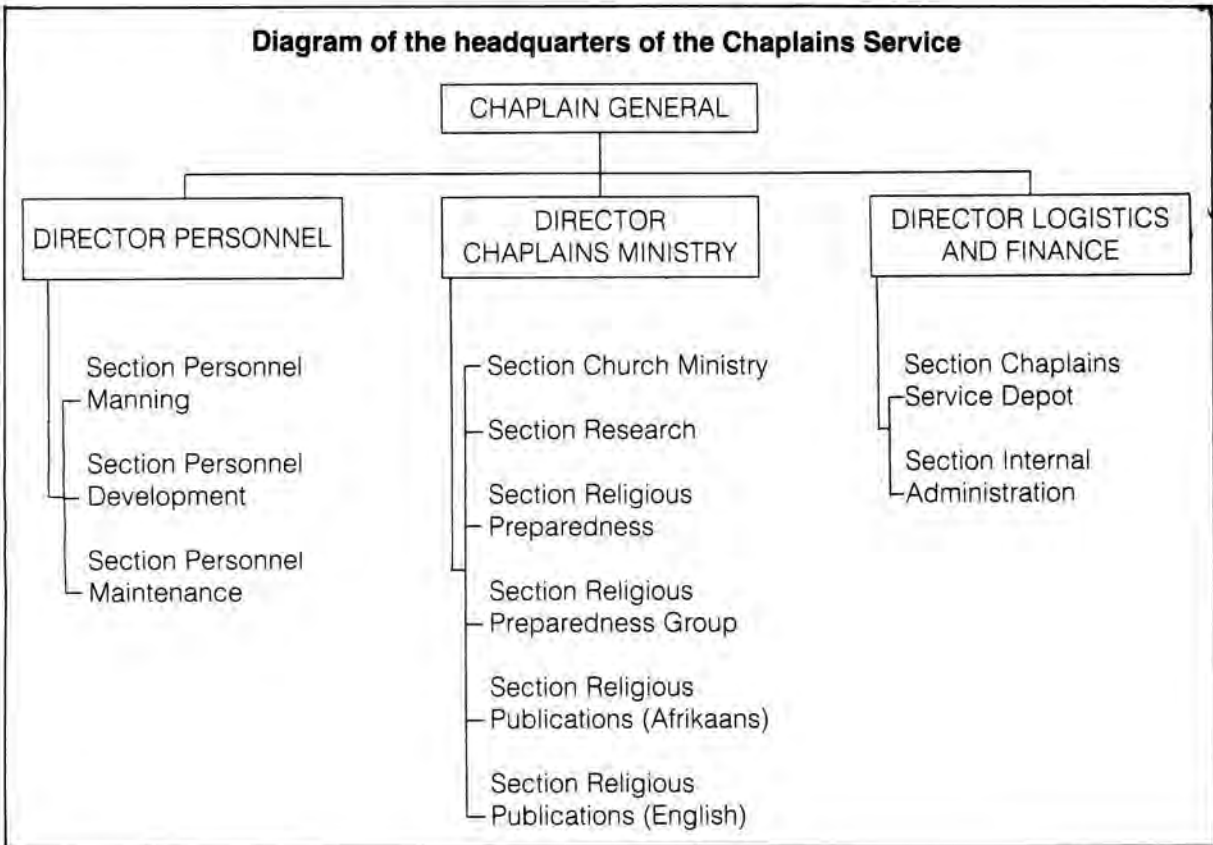 Diagram of the headquarters of the Chaplains Service
CHAPLAIN GENERAL
DIRECTOR PERSONNEL
Section Personnel
Manning
Section Personnel
Development
Section Personnel
Maintenance
DIRECTOR
CHAPLAINS MINISTRY
Section Church Ministry
Section Research
Section Religious
Preparedness
Section Religious
Preparedness Group
Section Religious
Publications (Afrikaans)
Section Religious
Publications (English)
DIRECTOR LOGISTICS
AND FINANCE
Section Chaplains
Service Depot
Section Internal
Administration